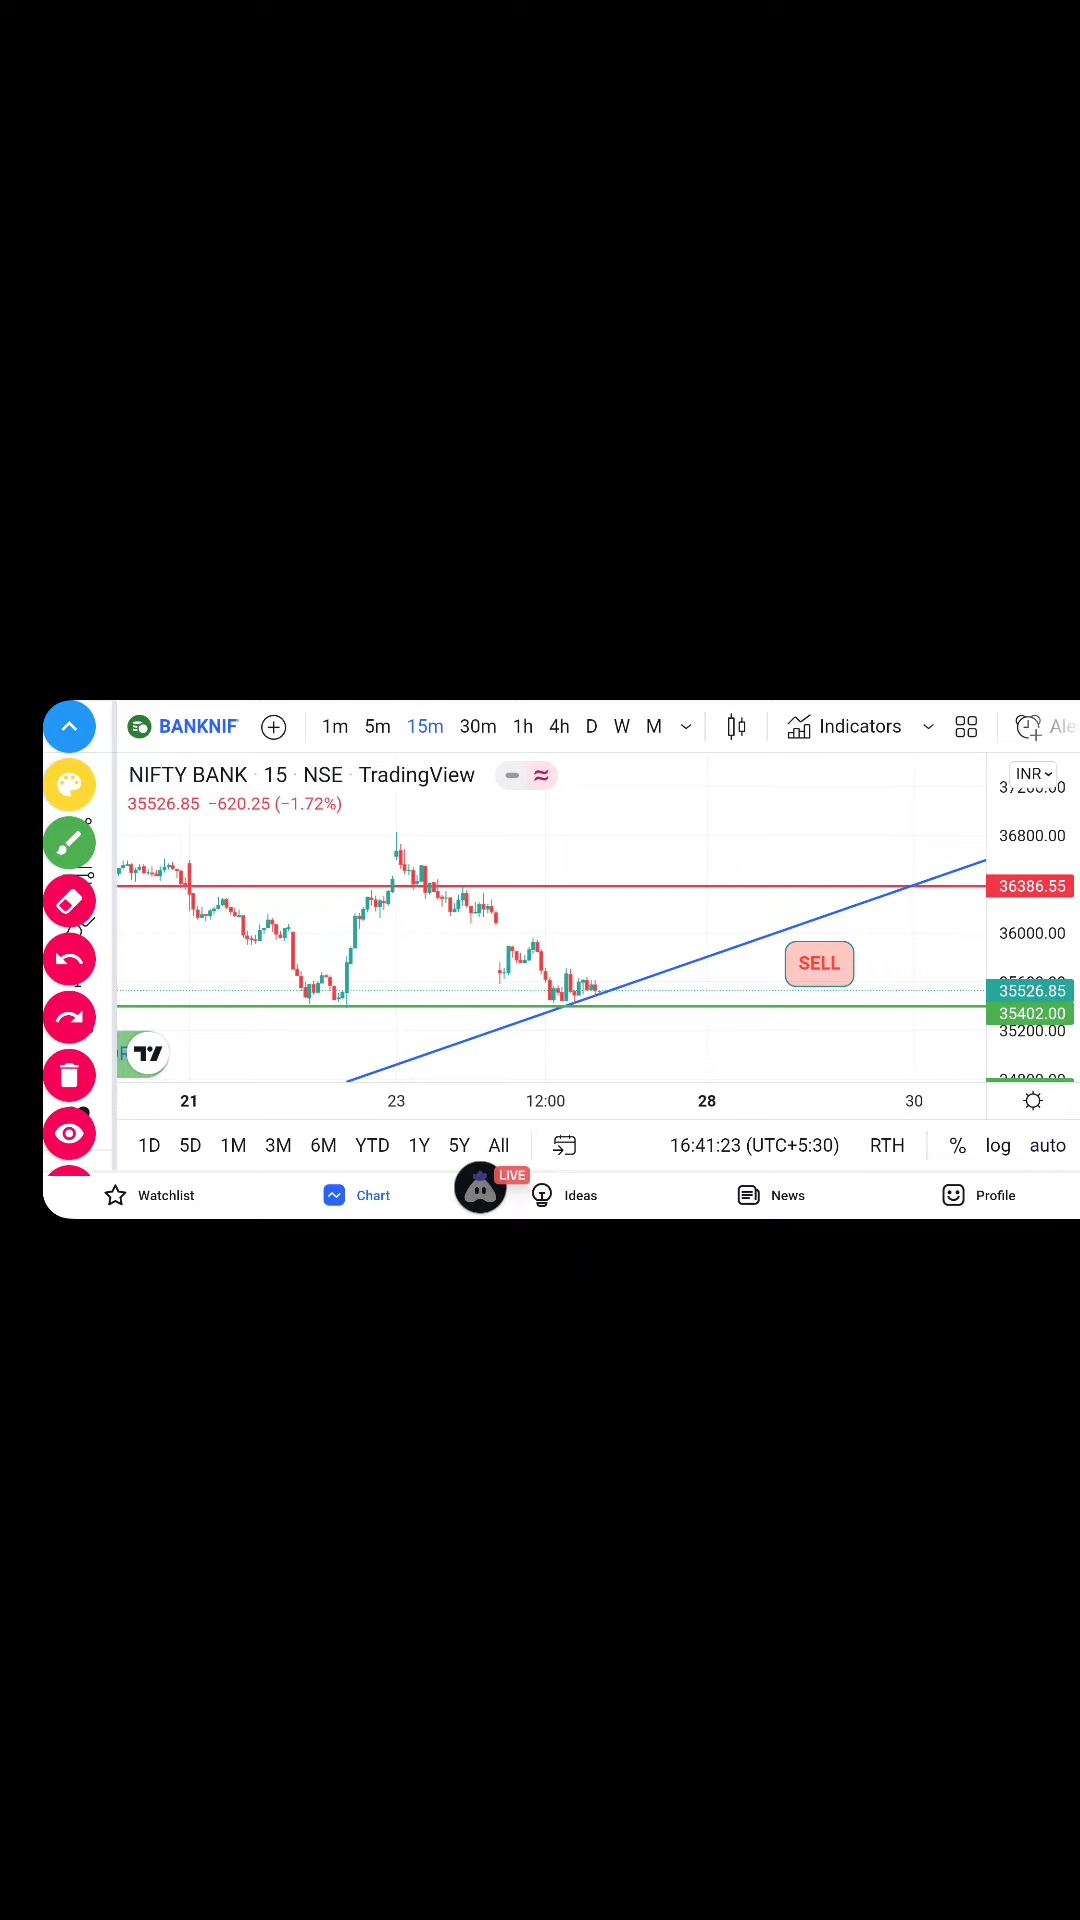 BANKNIF
1m 5m 15m 30m 1h 4h D W M
Indicators
Ale
NIFTY BANK · 15 · NSE · TradingView
35526.85 −620.25 (−1.72%)
INR
37200.00
36800.00
36386.55
36000.00
SELL
35526.85
35402.00
35200.00
21 23 12:00 28 30
1D 5D 1M 3M 6M YTD 1Y 5Y All
16:41:23 (UTC+5:30) RTH % log auto
LIVE
Watchlist Chart Ideas News Profile